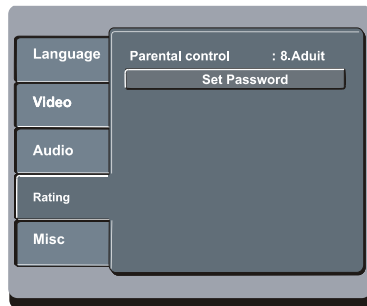 Language
Parental control : 8.Aduit
Set Password
Video
Audio
Rating
Misc